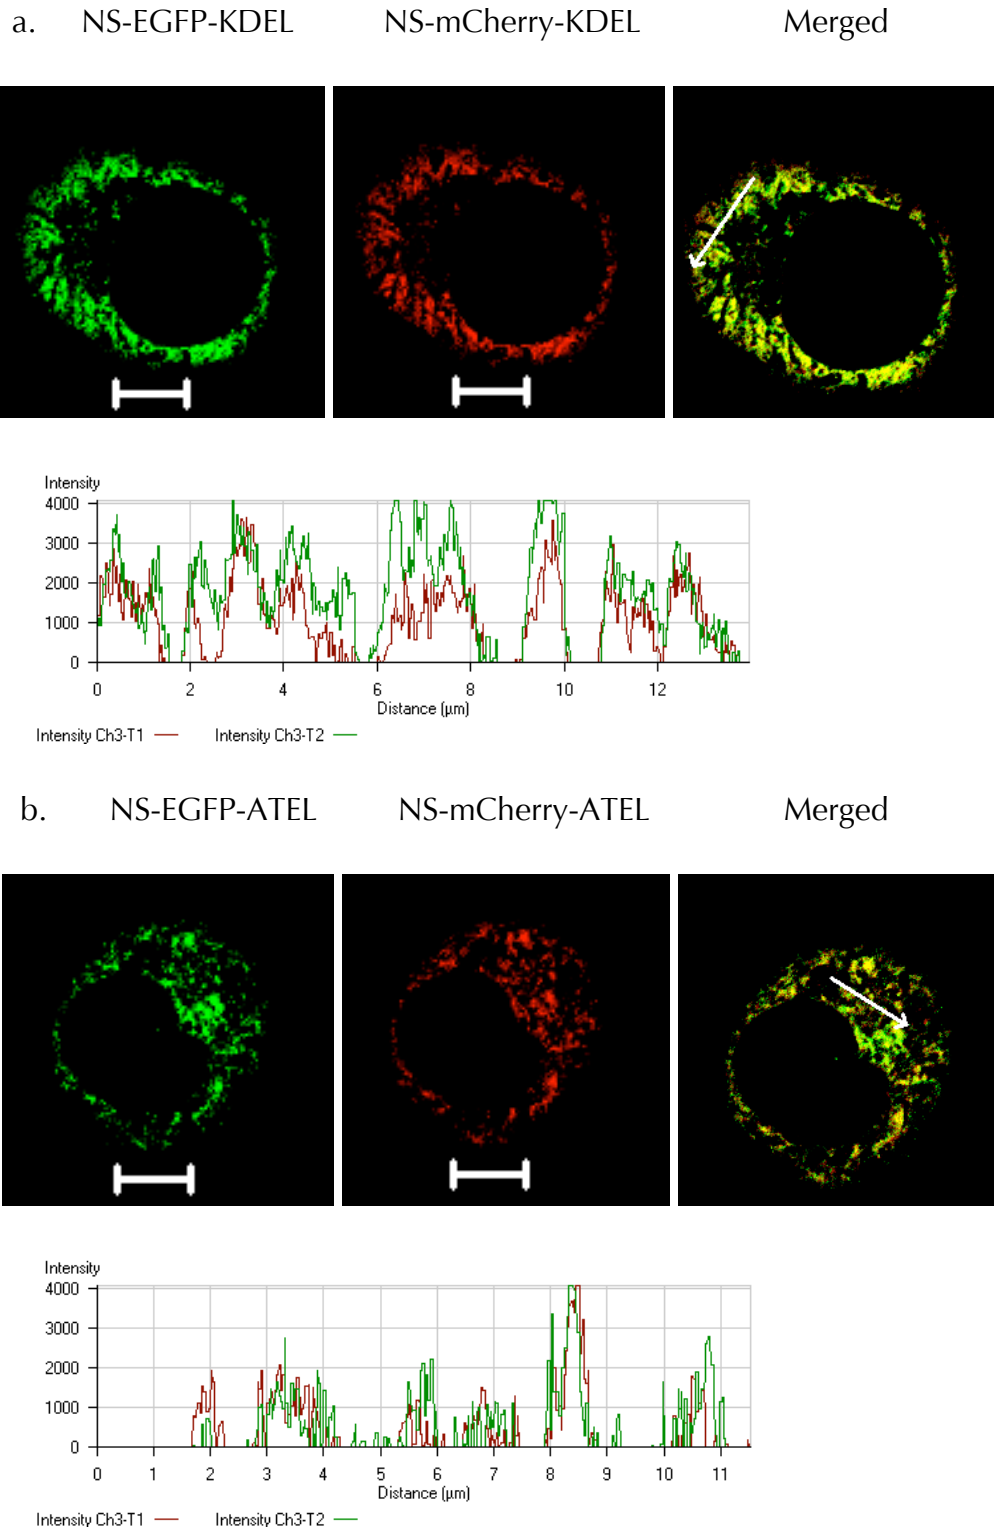 a. NS-EGFP-KDEL NS-mCherry-KDEL Merged
Intensity
4000
3000
2000
1000
0
0 2 4 6 8 10 12
Distance (µm)
Intensity Ch3-T1 Intensity Ch3-T2
b. NS-EGFP-ATEL NS-mCherry-ATEL Merged
Intensity
4000
3000
2000
1000
0
0 1 2 3 4 5 6 7 8 9 10 11
Distance (µm)
Intensity Ch3-T1 Intensity Ch3-T2